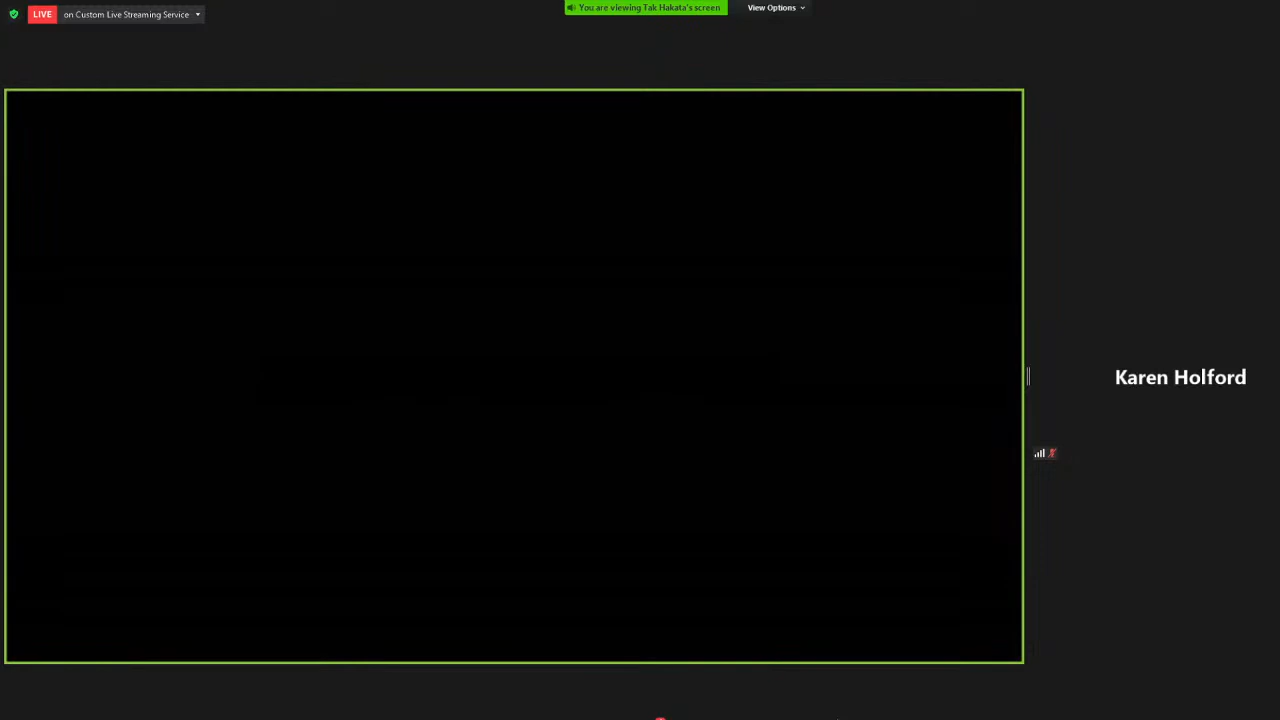 LIVE on Custom Live Streaming Service
You are viewing Tak Hakata's screen
View Options
Karen Holford